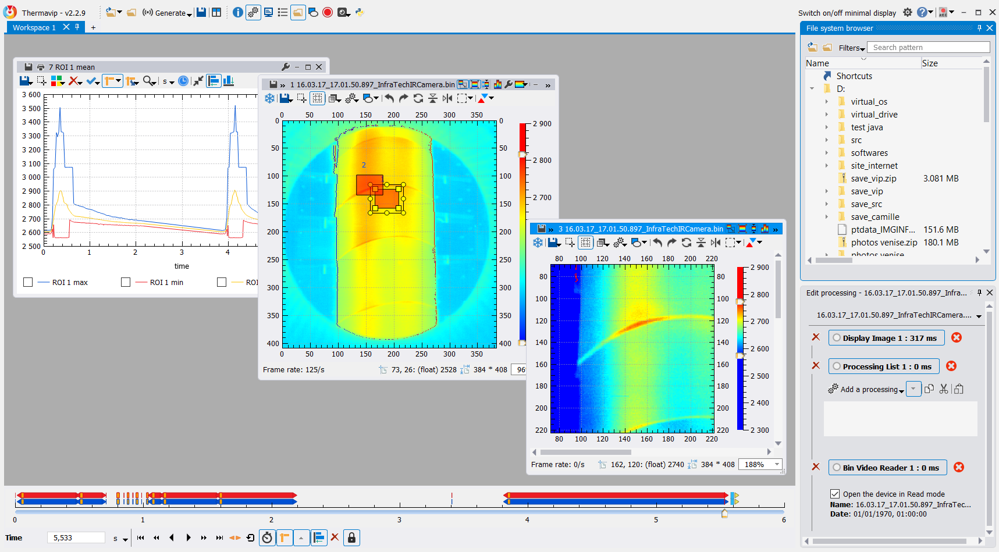 Thermavip - v2.2.9
Generate
Switch on/off minimal display
REC
Workspace 1
+
7 ROI 1 mean
s
3 600
3 500
3 400
3 300
3 200
3 100
3 000
2 900
2 800
2 700
2 600
2 500
0 1 2 3 4
time
ROI 1 max
ROI 1 min
ROI
1 16.03.17_17.01.50.897_InfraTechIRCamera.bin
0 50 100 150 200 250 300 350
0
50
100
150
200
250
300
350
400
2
1
0
50
100
150
200
250
300
350
400
0 50 100 150 200 250 300 350
2 900
2 800
2 700
Frame rate: 125/s
73, 26: (float) 2528
384 * 408
96
3 16.03.17_17.01.50.897_InfraTechIRCamera.bin
80 100 120 140 160 180 200 220
80
100
120
140
160
180
200
220
80
100
120
140
160
180
200
220
80 100 120 140 160 180 200 220
2 900
2 800
2 700
2 600
2 500
2 400
2 300
Frame rate: 0/s
162, 120: (float) 2740
384 * 408
188%
File system browser
Filters
Search pattern
Name Size
Shortcuts
D:
virtual_os
virtual_drive
test java
src
softwares
site_internet
save_vip.zip 3.081 MB
save_vip
save_src
save_camille
ptdata_IMGINF... 151.6 MB
photos venise.zip 180.1 MB
photos venise
Edit processing - 16.03.17_17.01.50.897_Infra...
16.03.17_17.01.50.897_InfraTechIRCamera....
Display Image 1 : 317 ms
Processing List 1 : 0 ms
Add a processing
Bin Video Reader 1 : 0 ms
Open the device in Read mode
Name: 16.03.17_17.01.50.897_InfraTec...
Date: 01/01/1970, 01:00:00
0 1 2 3 4 5 6
Time 5,533 s